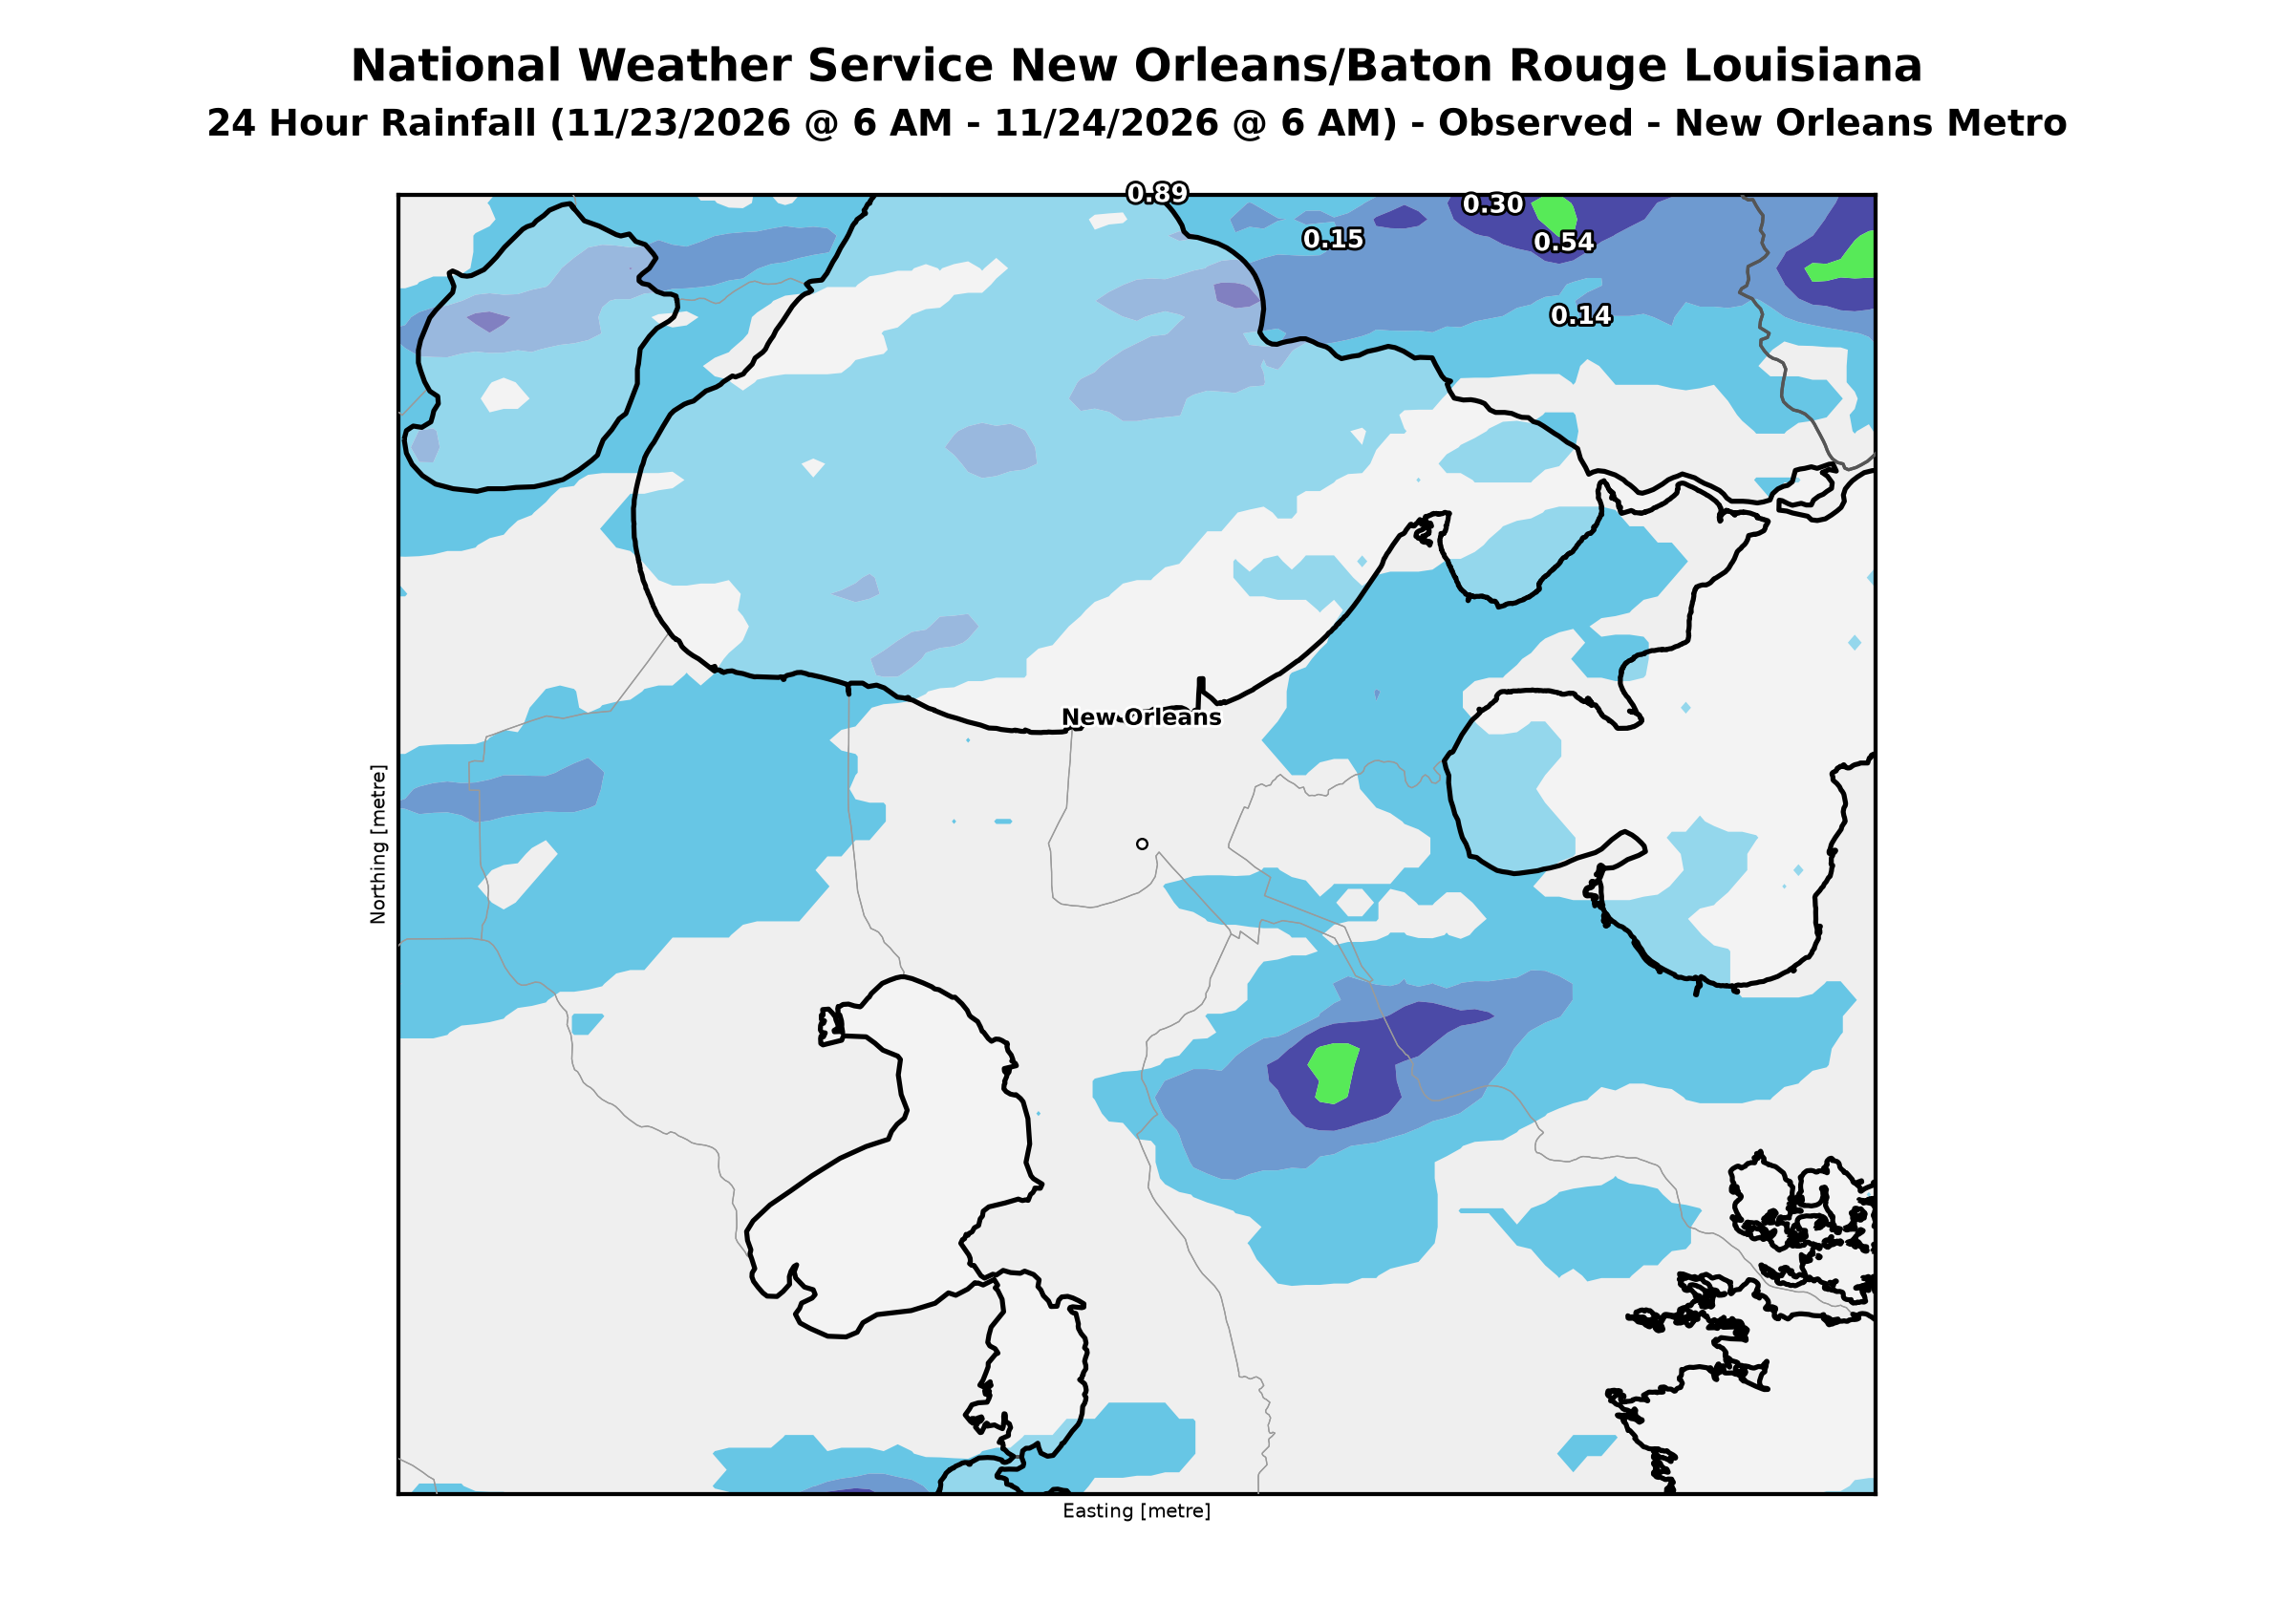 National Weather Service New Orleans/Baton Rouge Louisiana
24 Hour Rainfall (11/23/2026 @ 6 AM - 11/24/2026 @ 6 AM) - Observed - New Orleans Metro
0.89
0.30
0.15
0.54
0.14
New Orleans
Northing [metre]
Easting [metre]